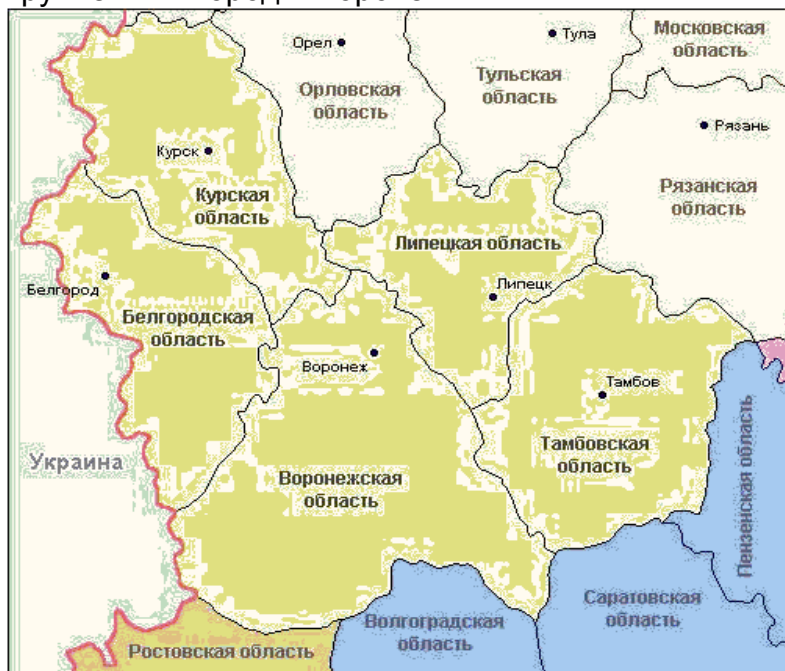 Московская
область
Тула
Орел
Тульская
область
Орловская
область
Рязань
Курск
Рязанская
область
Курская
область
Липецкая область
Белгород
Липецк
Белгородская
область
Воронеж
Тамбов
Украина
Тамбовская
область
Воронежская
область
Пензенская область
Саратовская
область
Волгоградская
область
Ростовская область